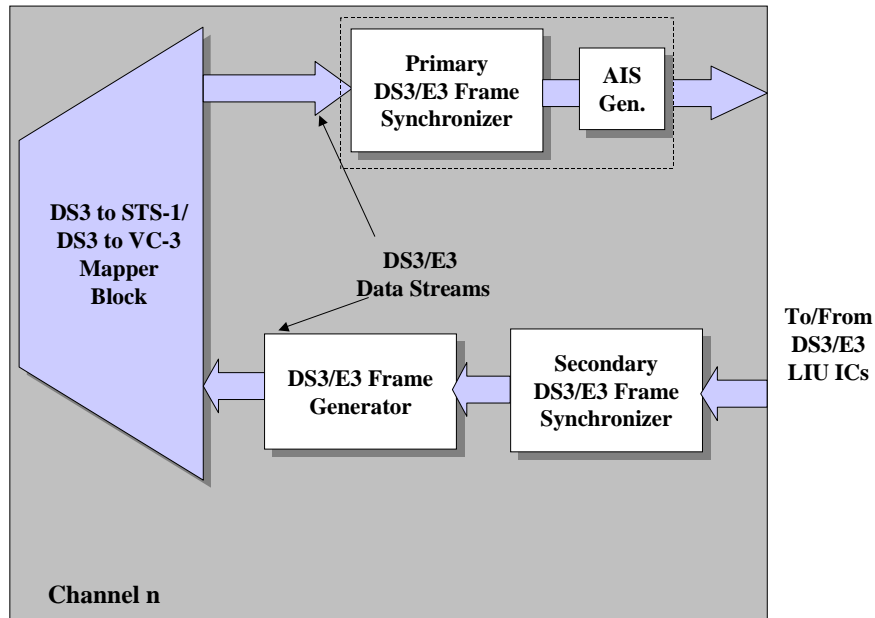 Primary
DS3/E3 Frame
Synchronizer
AIS
Gen.
DS3 to STS-1/
DS3 to VC-3
Mapper
Block
DS3/E3
Data Streams
To/From
DS3/E3
LIU ICs
DS3/E3 Frame
Generator
Secondary
DS3/E3 Frame
Synchronizer
Channel n